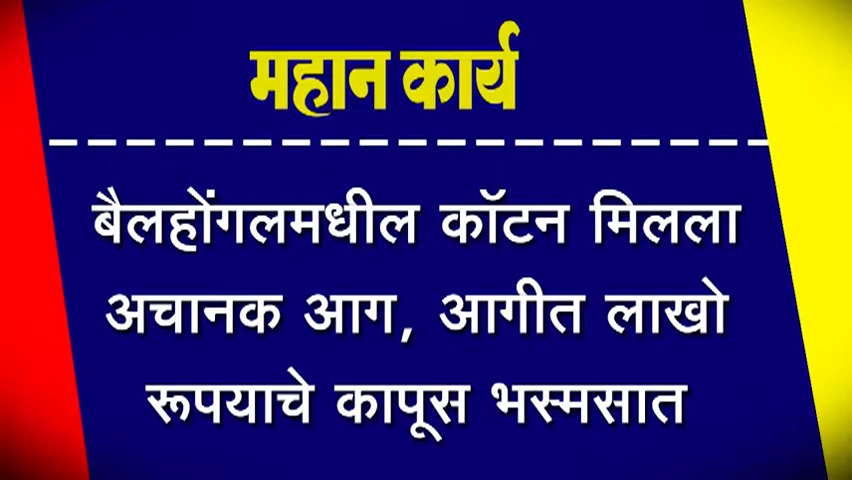 महान कार्य
बैलहोंगलमधील कॉटन मिलला
अचानक आग, आगीत लाखो
रूपयाचे कापूस भस्मसात